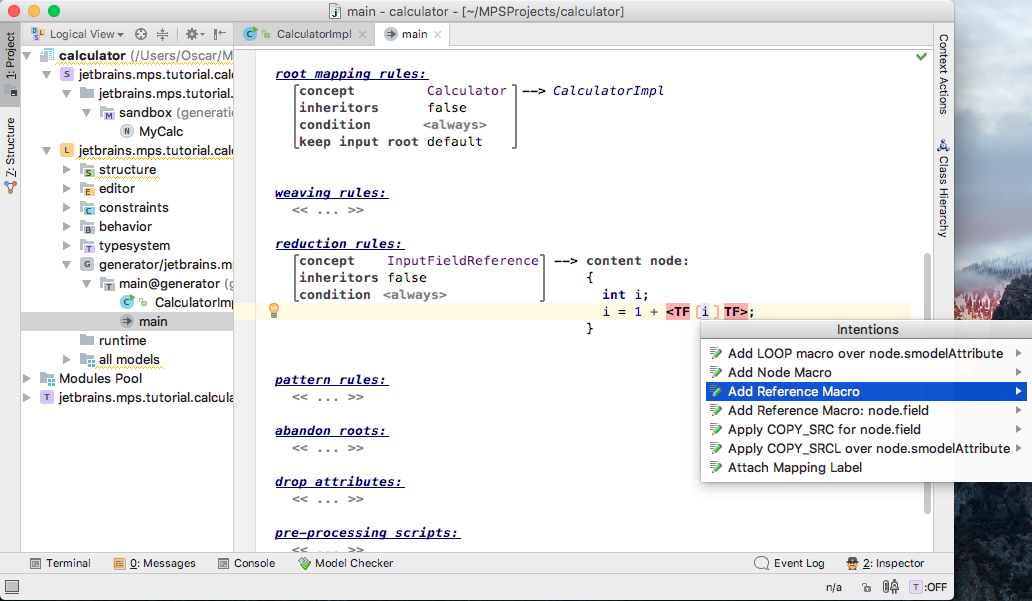 main - calculator - [~/MPSProjects/calculator]
Logical View
CalculatorImpl
main
1: Project
Z: Structure
calculator (/Users/Oscar/M
jetbrains.mps.tutorial.cal
jetbrains.mps.tutorial.
sandbox (generatio
MyCalc
jetbrains.mps.tutorial.cal
structure
editor
constraints
behavior
typesystem
generator/jetbrains.m
main@generator (g
CalculatorImp
main
runtime
all models
Modules Pool
jetbrains.mps.tutorial.calcula
root mapping rules:
concept Calculator --> CalculatorImpl
inheritors false
condition <always>
keep input root default
weaving rules:
<< ... >>
reduction rules:
concept InputFieldReference --> content node:
inheritors false {
condition <always> int i;
i = 1 + <TF [i] TF>;
}
pattern rules:
<< ... >>
abandon roots:
<< ... >>
drop attributes:
<< ... >>
pre-processing scripts:
<< ... >>
Intentions
Add LOOP macro over node.smodelAttribute
Add Node Macro
Add Reference Macro
Add Reference Macro: node.field
Apply COPY_SRC for node.field
Apply COPY_SRCL over node.smodelAttribute
Attach Mapping Label
Context Actions
Class Hierarchy
Terminal
0: Messages
Console
Model Checker
Event Log
2: Inspector
n/a
T :OFF